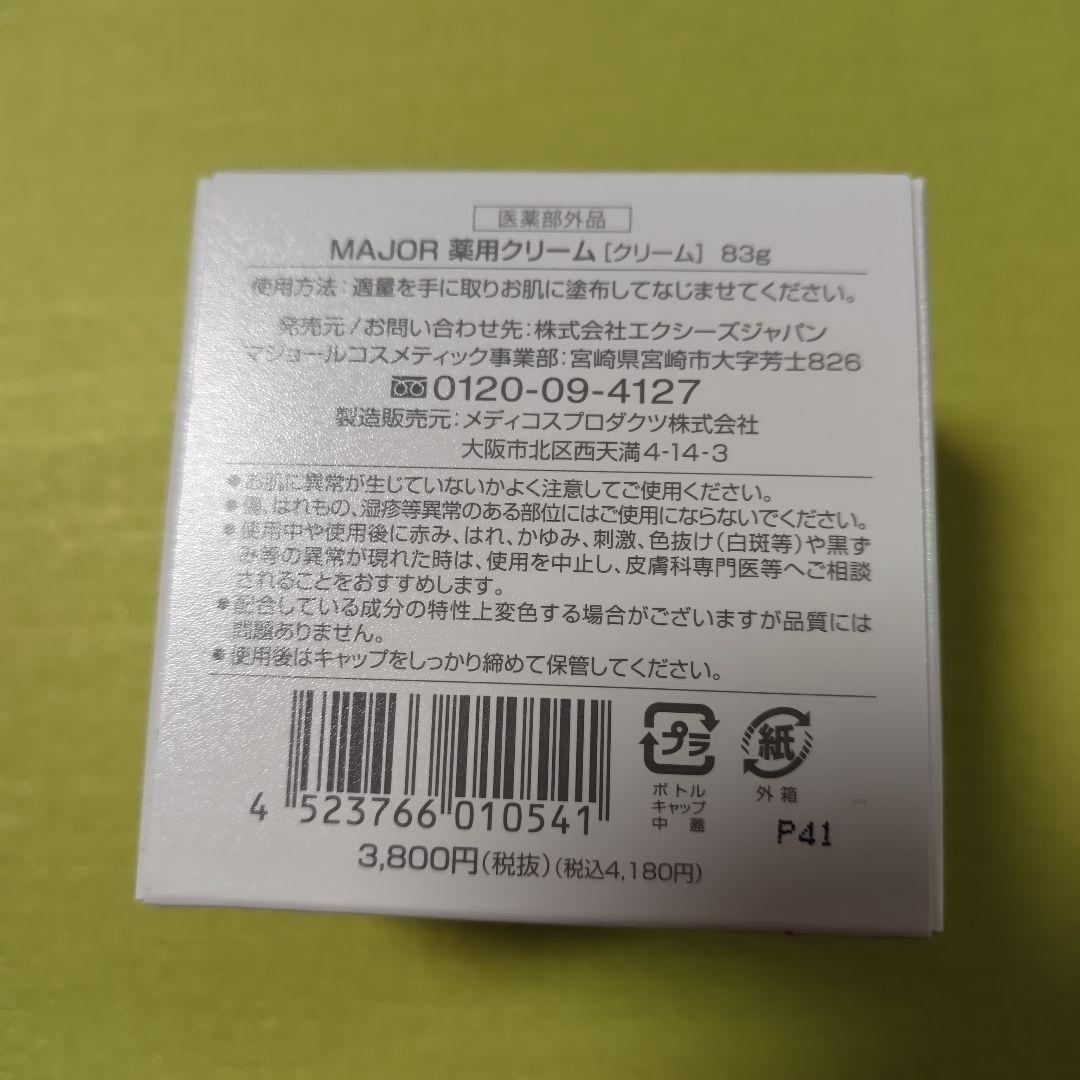 医薬部外品
MAJOR 薬用クリーム［クリーム］ 83g
使用方法：適量を手に取りお肌に塗布してなじませてください。
発売元/お問い合わせ先：株式会社エクシーズジャパン
マジョールコスメティック事業部：宮崎県宮崎市大字芳士826
0120-09-4127
製造販売元：メディコスプロダクツ株式会社
大阪市北区西天満4-14-3
●お肌に異常が生じていないかよく注意してご使用ください。
●傷、はれもの、湿疹等異常のある部位にはご使用にならないでください。
●使用中や使用後に赤み、はれ、かゆみ、刺激、色抜け（白斑等）や黒ず
み等の異常が現れた時は、使用を中止し、皮膚科専門医等へご相談
されることをおすすめします。
●配合している成分の特性上変色する場合がございますが品質には
問題ありません。
●使用後はキャップをしっかり締めて保管してください。
プラ
紙
ボトル
キャップ
中蓋
外箱
P41
4 523766 010541
3,800円（税抜）（税込4,180円）